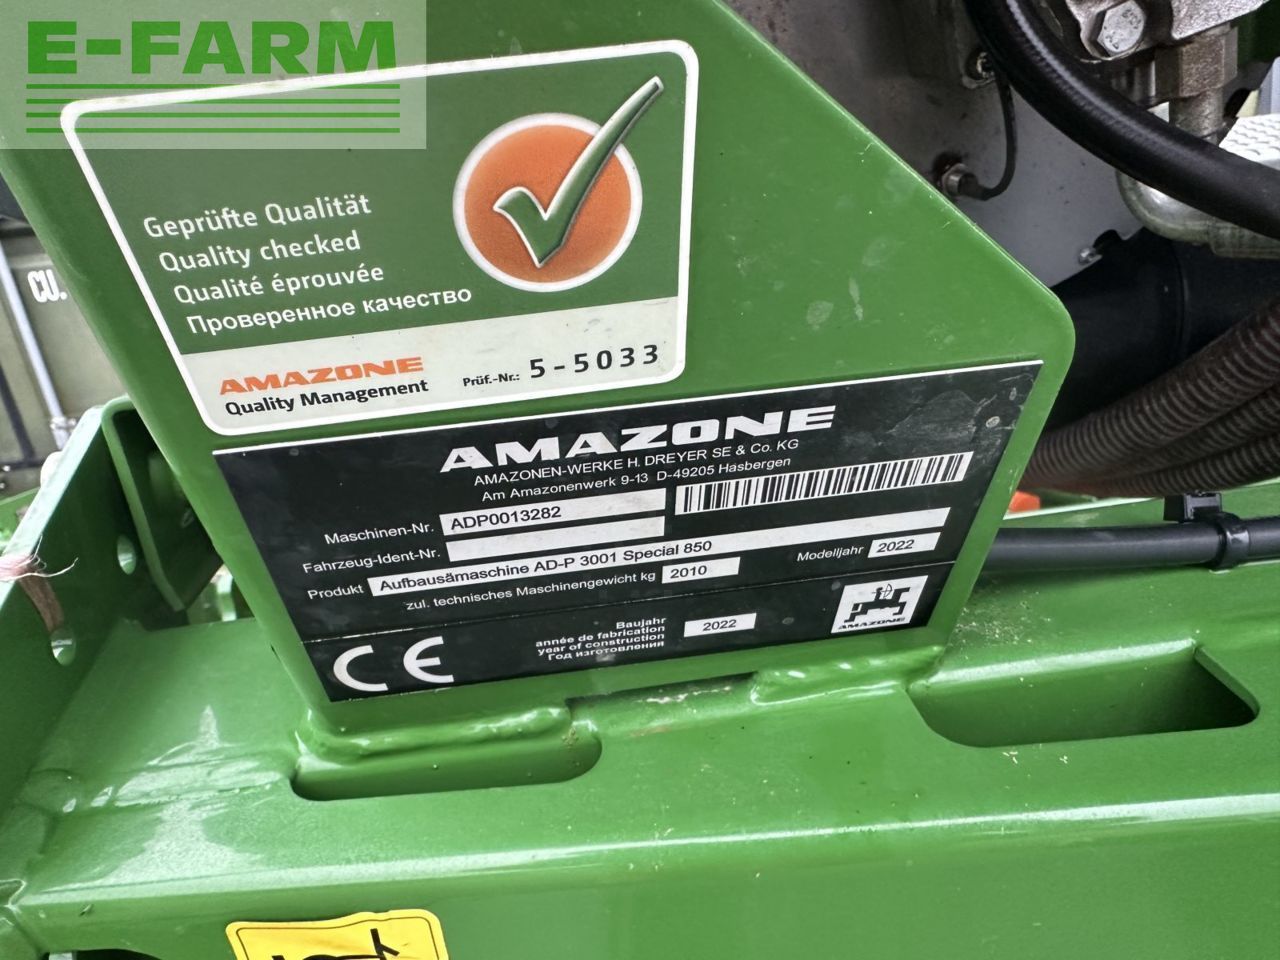 E-FARM
CU.
Geprüfte Qualität
Quality checked
Qualité éprouvée
Проверенное качество
AMAZONE
Quality Management
Prüf.-Nr.: 5-5033
AMAZONE
AMAZONEN-WERKE H. DREYER SE & Co. KG
Am Amazonenwerk 9-13 D-49205 Hasbergen
Maschinen-Nr. ADP0013282
Fahrzeug-Ident-Nr.
Produkt Aufbausämaschine AD-P 3001 Special 850
zul. technisches Maschinengewicht kg 2010
Modelljahr 2022
CE
Baujahr
année de fabrication
year of construction
Год изготовления
2022
AMAZONE